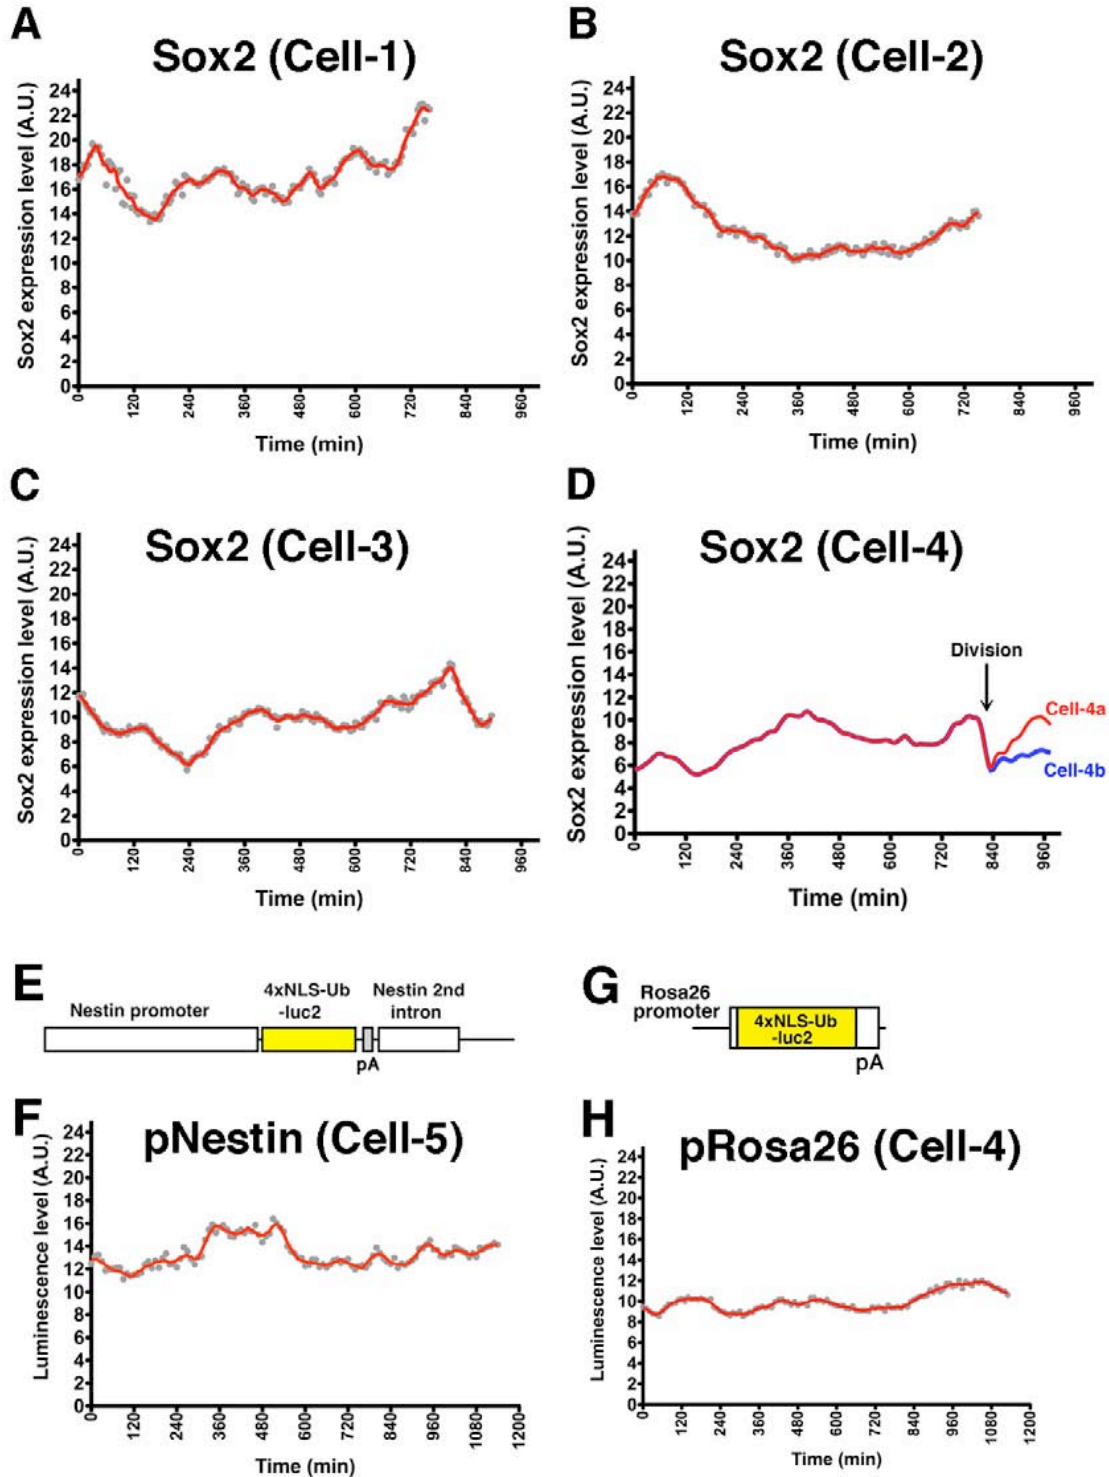 A
Sox2 (Cell-1)
Sox2 expression level (A.U.)
24
22
20
18
16
14
12
10
8
6
4
2
0
0 120 240 360 480 600 720 840 960
Time (min)
B
Sox2 (Cell-2)
Sox2 expression level (A.U.)
24
22
20
18
16
14
12
10
8
6
4
2
0
0 120 240 360 480 600 720 840 960
Time (min)
C
Sox2 (Cell-3)
Sox2 expression level (A.U.)
24
22
20
18
16
14
12
10
8
6
4
2
0
0 120 240 360 480 600 720 840 960
Time (min)
D
Sox2 (Cell-4)
Sox2 expression level (A.U.)
24
22
20
18
16
14
12
10
8
6
4
2
0
Division
Cell-4a
Cell-4b
0 120 240 360 480 600 720 840 960
Time (min)
E
Nestin promoter
4xNLS-Ub
-luc2
Nestin 2nd
intron
pA
G
Rosa26
promoter
4xNLS-Ub
-luc2
pA
F
pNestin (Cell-5)
Luminescence level (A.U.)
24
22
20
18
16
14
12
10
8
6
4
2
0
0 120 240 360 480 600 720 840 960 1080 1200
Time (min)
H
pRosa26 (Cell-4)
Luminescence level (A.U.)
24
22
20
18
16
14
12
10
8
6
4
2
0
0 120 240 360 480 600 720 840 960 1080 1200
Time (min)